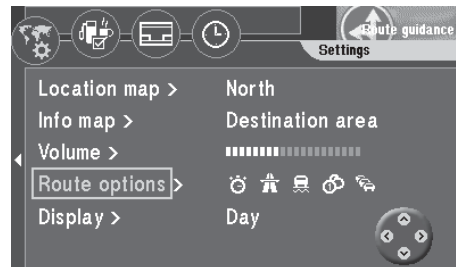 Route guidance
Settings
Location map > North
Info map > Destination area
Volume >
Route options >
Display > Day